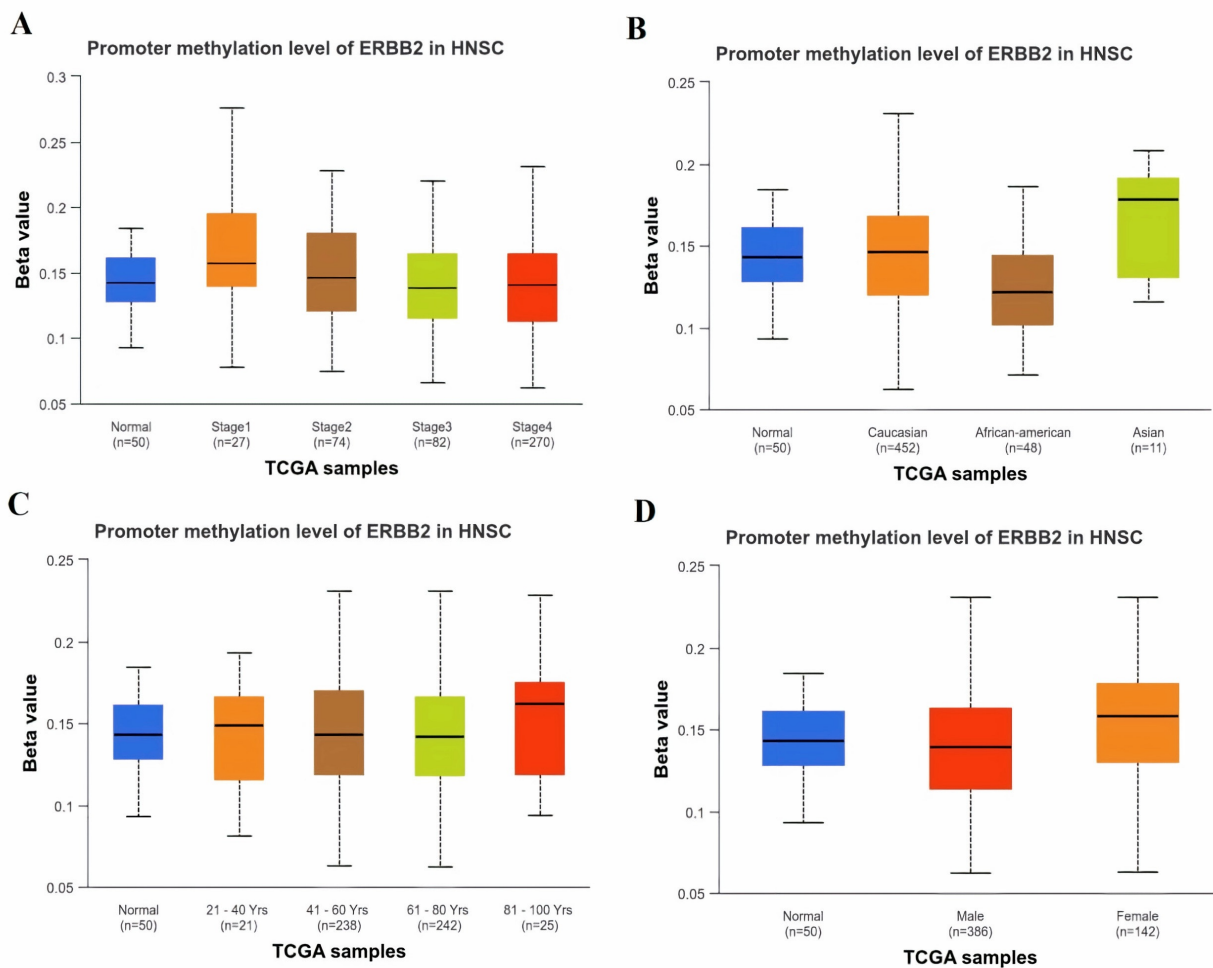 A
Promoter methylation level of ERBB2 in HNSC
0.3
0.25
0.2
0.15
0.1
0.05
Beta value
Normal (n=50)
Stage1 (n=27)
Stage2 (n=74)
Stage3 (n=82)
Stage4 (n=270)
TCGA samples
B
Promoter methylation level of ERBB2 in HNSC
0.25
0.2
0.15
0.1
0.05
Beta value
Normal (n=50)
Caucasian (n=452)
African-american (n=48)
Asian (n=11)
TCGA samples
C
Promoter methylation level of ERBB2 in HNSC
0.25
0.2
0.15
0.1
0.05
Beta value
Normal (n=50)
21 - 40 Yrs (n=21)
41 - 60 Yrs (n=238)
61 - 80 Yrs (n=242)
81 - 100 Yrs (n=25)
TCGA samples
D
Promoter methylation level of ERBB2 in HNSC
0.25
0.2
0.15
0.1
0.05
Beta value
Normal (n=50)
Male (n=386)
Female (n=142)
TCGA samples